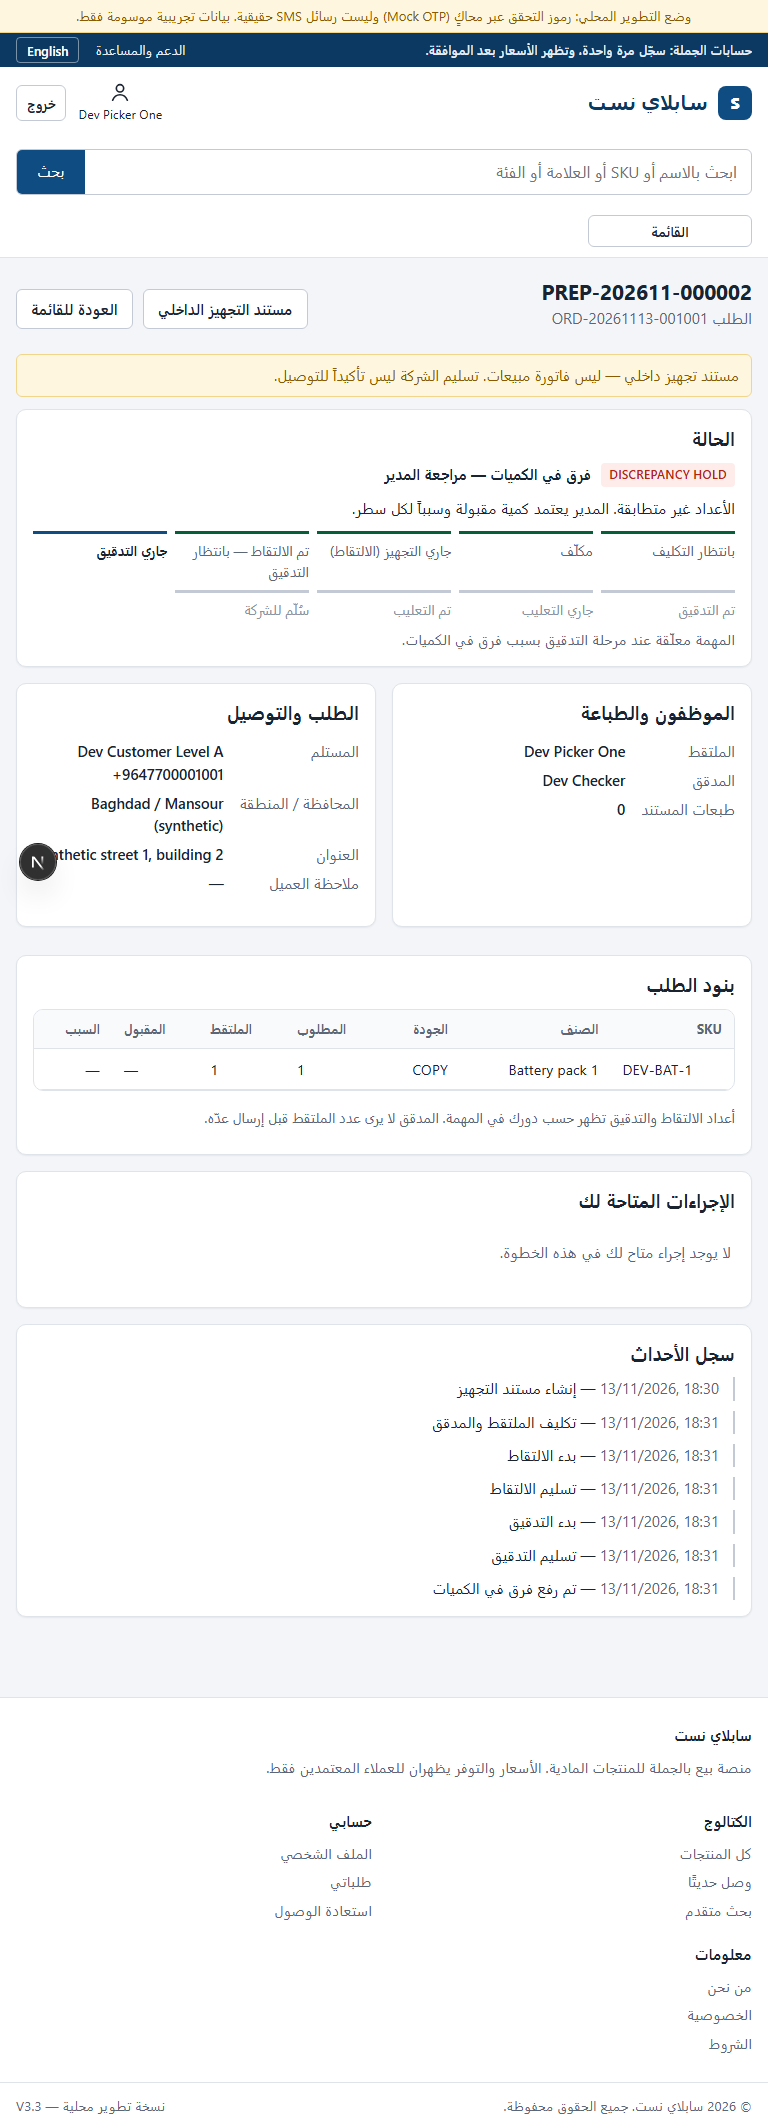 وضع التطوير المحلي: رموز التحقق عبر محاكٍ (Mock OTP) وليست رسائل SMS حقيقية. بيانات تجريبية موسومة فقط.
حسابات الجملة: سجّل مرة واحدة، وتظهر الأسعار بعد الموافقة.
الدعم والمساعدة
English
S
سابلاي نست
Dev Picker One
خروج
ابحث بالاسم أو SKU أو العلامة أو الفئة
بحث
القائمة
PREP-202611-000002
الطلب ORD-20261113-001001
مستند التجهيز الداخلي
العودة للقائمة
مستند تجهيز داخلي — ليس فاتورة مبيعات. تسليم الشركة ليس تأكيداً للتوصيل.
الحالة
DISCREPANCY HOLD
فرق في الكميات — مراجعة المدير
الأعداد غير متطابقة. المدير يعتمد كمية مقبولة وسبباً لكل سطر.
بانتظار التكليف
مكلّف
جاري التجهيز (الالتقاط)
تم الالتقاط — بانتظار التدقيق
جاري التدقيق
تم التدقيق
جاري التعليب
تم التعليب
سُلّم للشركة
المهمة معلّقة عند مرحلة التدقيق بسبب فرق في الكميات.
الموظفون والطباعة
الملتقط Dev Picker One
المدقق Dev Checker
طبعات المستند 0
الطلب والتوصيل
المستلم Dev Customer Level A
+9647700001001
المحافظة / المنطقة Baghdad / Mansour
(synthetic)
العنوان street 1, building 2
ملاحظة العميل —
بنود الطلب
SKU الصنف الجودة المطلوب الملتقط المقبول السبب
DEV-BAT-1 Battery pack 1 COPY 1 1 — —
أعداد الالتقاط والتدقيق تظهر حسب دورك في المهمة. المدقق لا يرى عدد الملتقط قبل إرسال عدّه.
الإجراءات المتاحة لك
لا يوجد إجراء متاح لك في هذه الخطوة.
سجل الأحداث
13/11/2026, 18:30 — إنشاء مستند التجهيز
13/11/2026, 18:31 — تكليف الملتقط والمدقق
13/11/2026, 18:31 — بدء الالتقاط
13/11/2026, 18:31 — تسليم الالتقاط
13/11/2026, 18:31 — بدء التدقيق
13/11/2026, 18:31 — تسليم التدقيق
13/11/2026, 18:31 — تم رفع فرق في الكميات
سابلاي نست
منصة بيع بالجملة للمنتجات المادية. الأسعار والتوفر يظهران للعملاء المعتمدين فقط.
الكتالوج
كل المنتجات
وصل حديثًا
بحث متقدم
حسابي
الملف الشخصي
طلباتي
استعادة الوصول
معلومات
من نحن
الخصوصية
الشروط
© 2026 سابلاي نست. جميع الحقوق محفوظة.
نسخة تطوير محلية — V3.3